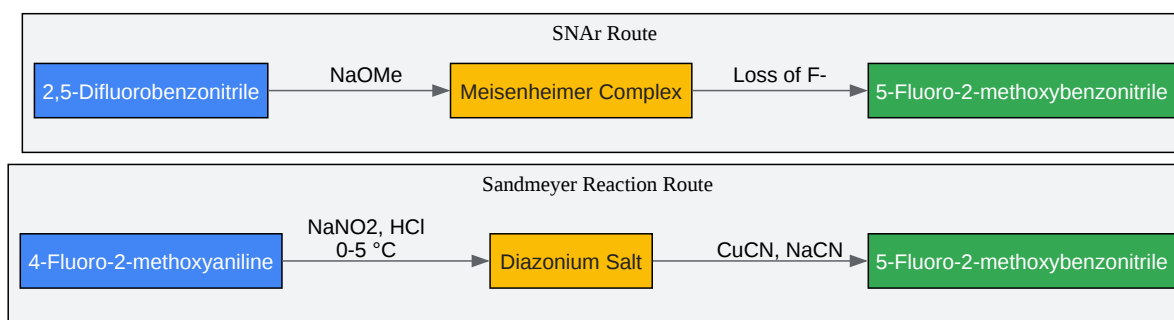 SNAr Route
2,5-Difluorobenzonitrile
NaOMe
Meisenheimer Complex
Loss of F-
5-Fluoro-2-methoxybenzonitrile
Sandmeyer Reaction Route
4-Fluoro-2-methoxyaniline
NaNO2, HCl
0-5 °C
Diazonium Salt
CuCN, NaCN
5-Fluoro-2-methoxybenzonitrile